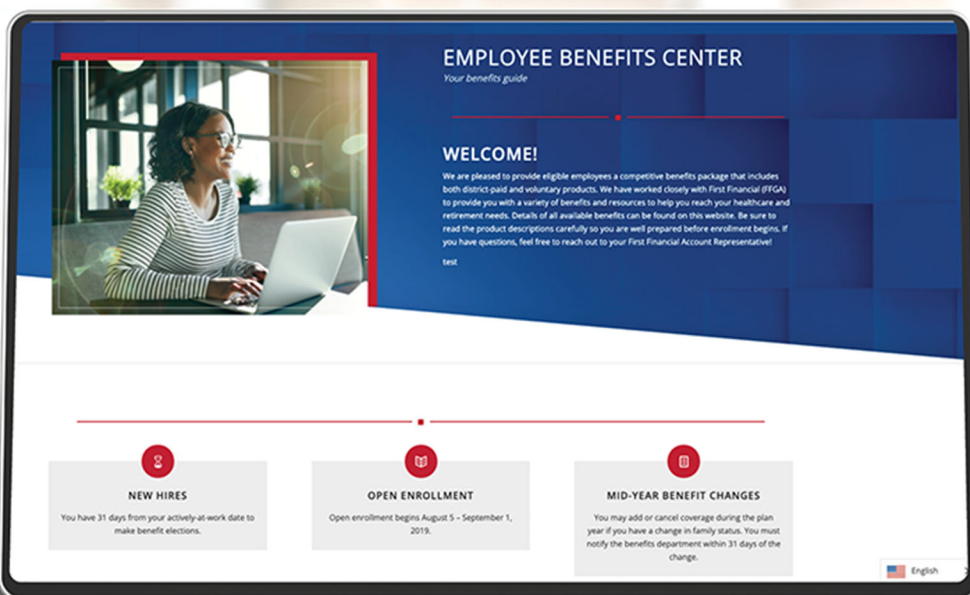 EMPLOYEE BENEFITS CENTER
Your benefits guide
WELCOME!
We are pleased to provide eligible employees a competitive benefits package that includes
both district-paid and voluntary products. We have worked closely with First Financial (FFGA)
to provide you with a variety of benefits and resources to help you reach your healthcare and
retirement needs. Details of all available benefits can be found on this website. Be sure to
read the product descriptions carefully so you are well prepared before enrollment begins. If
you have questions, feel free to reach out to your First Financial Account Representative!
test
NEW HIRES
You have 31 days from your actively-at-work date to
make benefit elections.
OPEN ENROLLMENT
Open enrollment begins August 5 – September 1,
2019.
MID-YEAR BENEFIT CHANGES
You may add or cancel coverage during the plan
year if you have a change in family status. You must
notify the benefits department within 31 days of the
change.
English